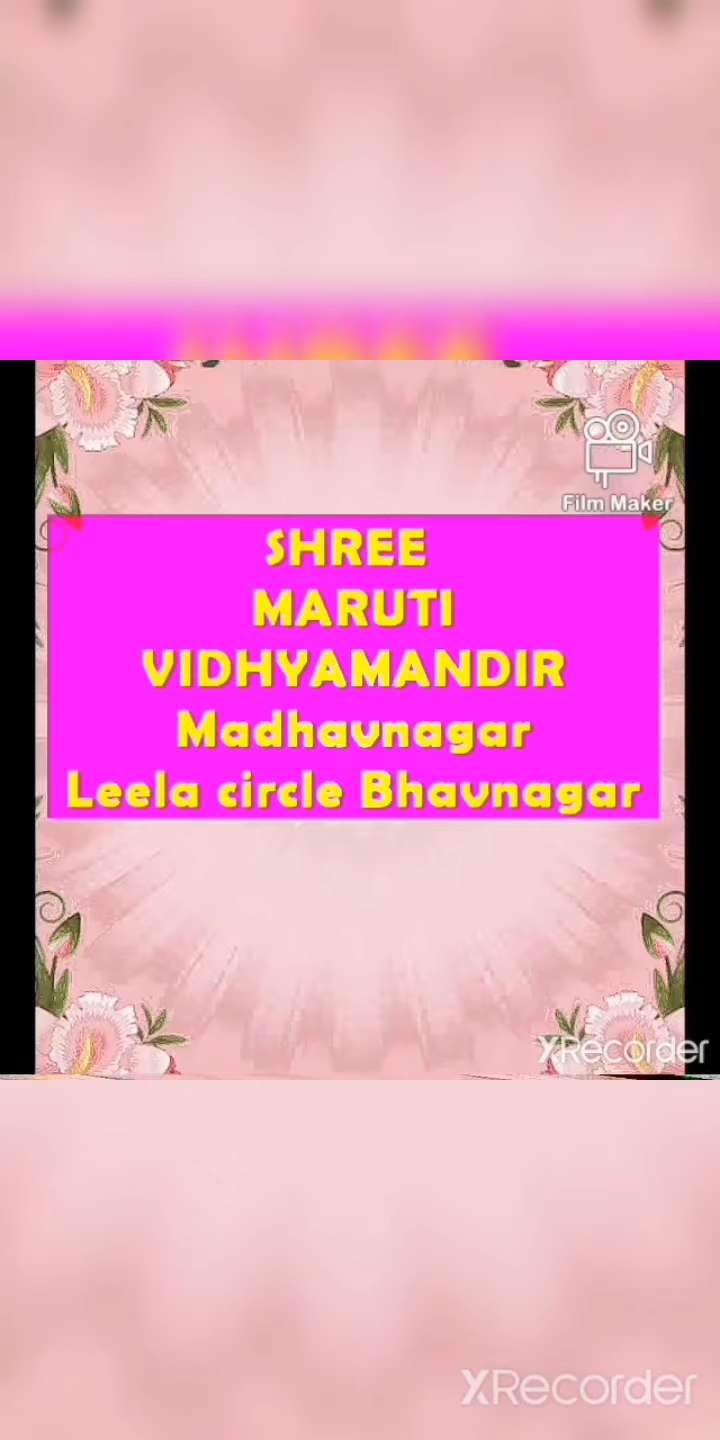 Film Maker
SHREE
MARUTI
VIDHYAMANDIR
Madhavnagar
Leela circle Bhavnagar
XRecorder
XRecorder